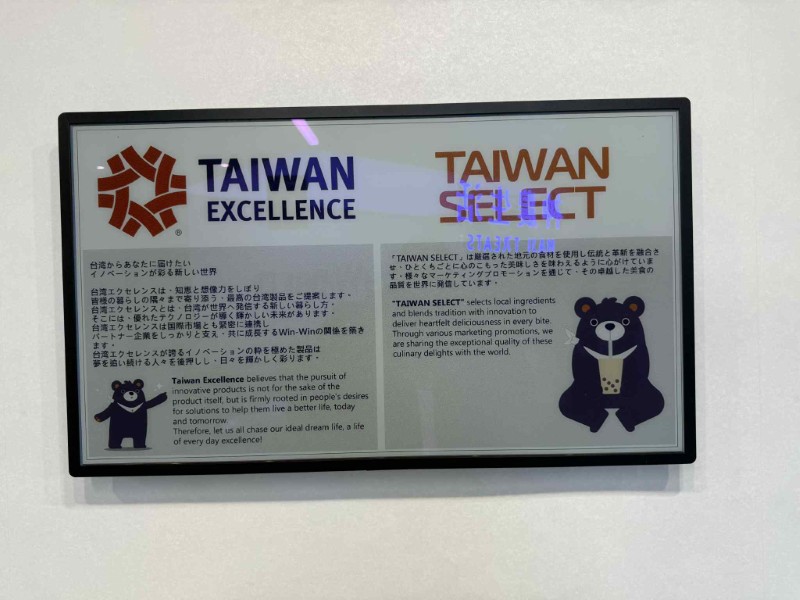 TAIWAN
EXCELLENCE
®
台湾からあなたに届けたい
イノベーションが彩る新しい世界
台湾エクセレンスは、知恵と想像力をしぼり
皆様の暮らしの隅々まで寄り添う、最高の台湾製品をご提案します。
台湾エクセレンスとは、台湾が世界へ発信する新しい暮らし方。
そこには、優れたテクノロジーが導く輝かしい未来があります。
台湾エクセレンスは国際市場とも緊密に連携し
パートナー企業をしっかりと支え、共に成長するWin-Winの関係を築き
ます。
台湾エクセレンスが誇るイノベーションの粋を極めた製品は
夢を追い続ける人々を後押し、日々を輝かしく彩ります。
Taiwan Excellence believes that the pursuit of
innovative products is not for the sake of the
product itself, but is firmly rooted in people's desires
for solutions to help them live a better life, today
and tomorrow.
Therefore, let us all chase our ideal dream life, a life
of every day excellence!
TAIWAN
SELECT
「TAIWAN SELECT」は厳選された地元の食材を使用し伝統と革新を融合さ
せ、ひとくちごとに心のこもった美味しさを味わえるように心がけていま
す。様々なマーケティングプロモーションを通じて、その卓越した美食の
品質を世界に発信しています。
"TAIWAN SELECT" selects local ingredients
and blends tradition with innovation to
deliver heartfelt deliciousness in every bite.
Through various marketing promotions, we
are sharing the exceptional quality of these
culinary delights with the world.